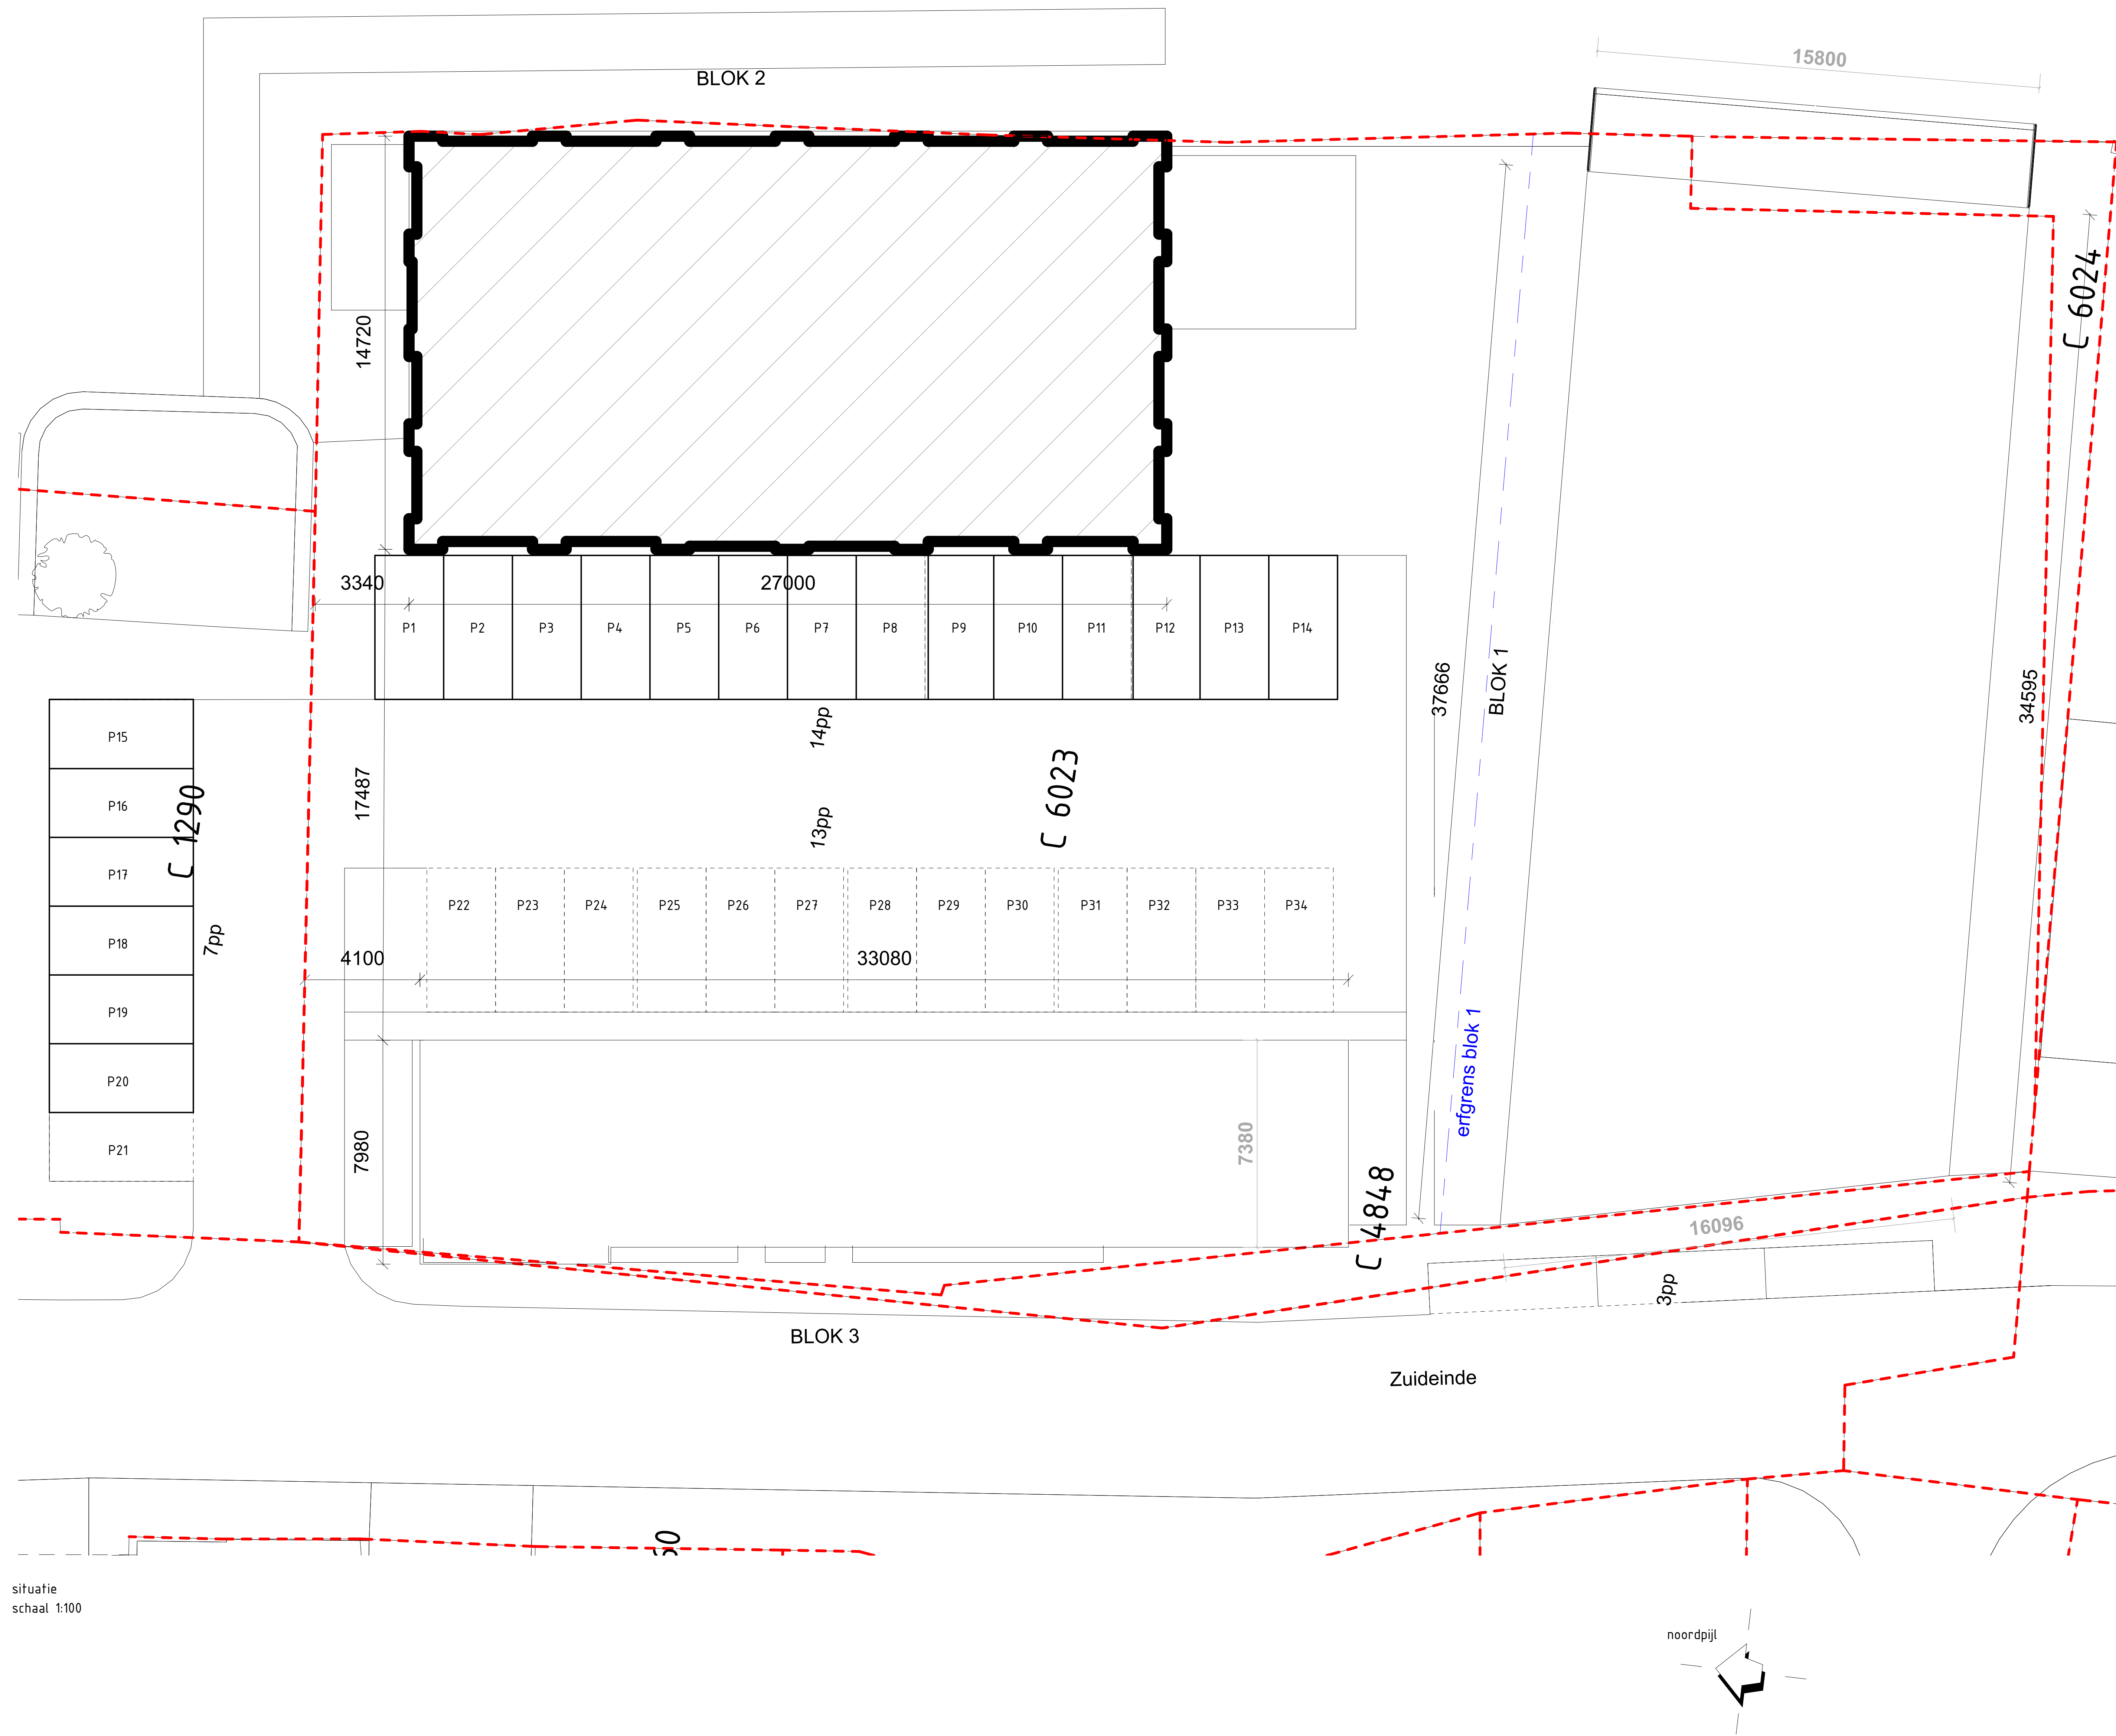 BLOK 2
15800
14720
C 6024
3340
27000
P1 P2 P3 P4 P5 P6 P7 P8 P9 P10 P11 P12 P13 P14
37666
BLOK 1
34595
14pp
C 6023
17487
13pp
P15
P16
C 1290
P17
P18
7pp
P19
P20
P21
P22 P23 P24 P25 P26 P27 P28 P29 P30 P31 P32 P33 P34
4100
33080
erfgrens blok 1
7980
7380
C 4848
16096
3pp
BLOK 3
Zuideinde
situatie
schaal 1:100
noordpijl